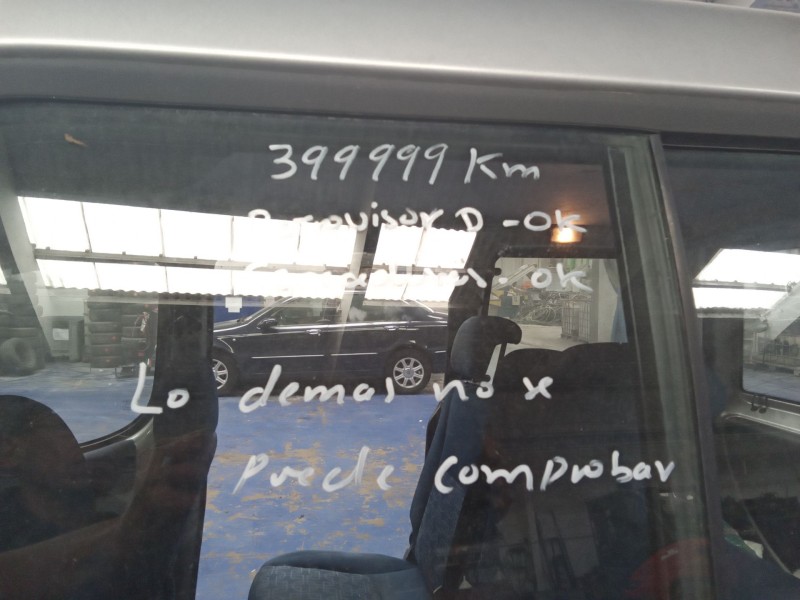 399999 Km
D - OK
- OK
Lo demas no x
Puede comprobar